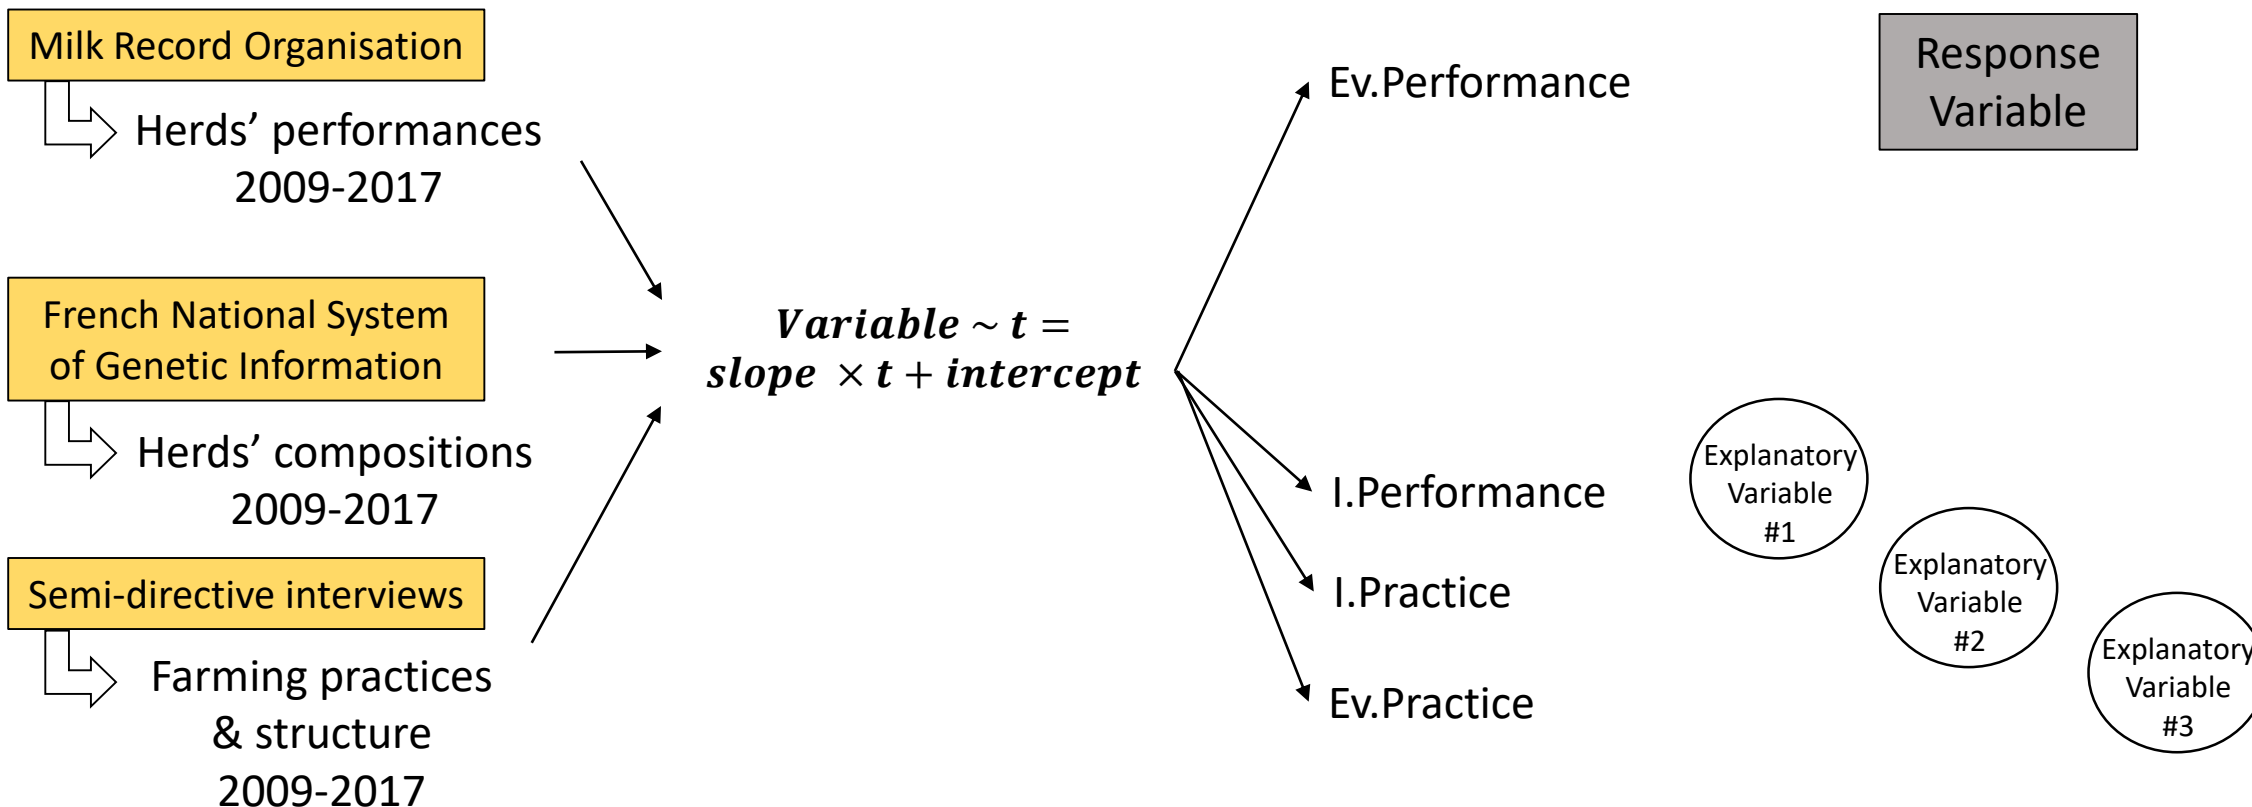 Milk Record Organisation
Herds’ performances
2009-2017
French National System
of Genetic Information
Herds’ compositions
2009-2017
Semi-directive interviews
Farming practices
& structure
2009-2017
Variable ~ t =
slope × t + intercept
Ev.Performance
I.Performance
I.Practice
Ev.Practice
Response
Variable
Explanatory
Variable
#1
Explanatory
Variable
#2
Explanatory
Variable
#3